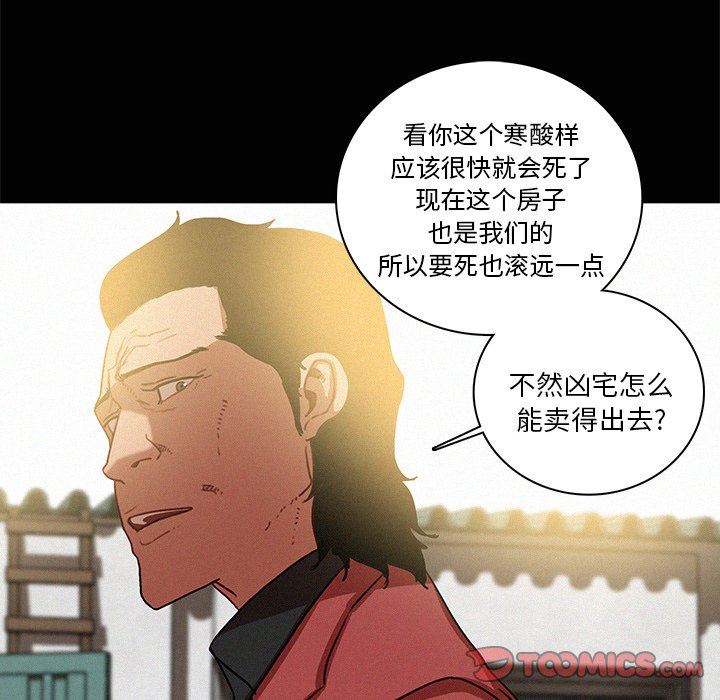 看你这个寒酸样
应该很快就会死了
现在这个房子
也是我们的
所以要死也滚远一点
不然凶宅怎么
能卖得出去?
TOOMICS.COM